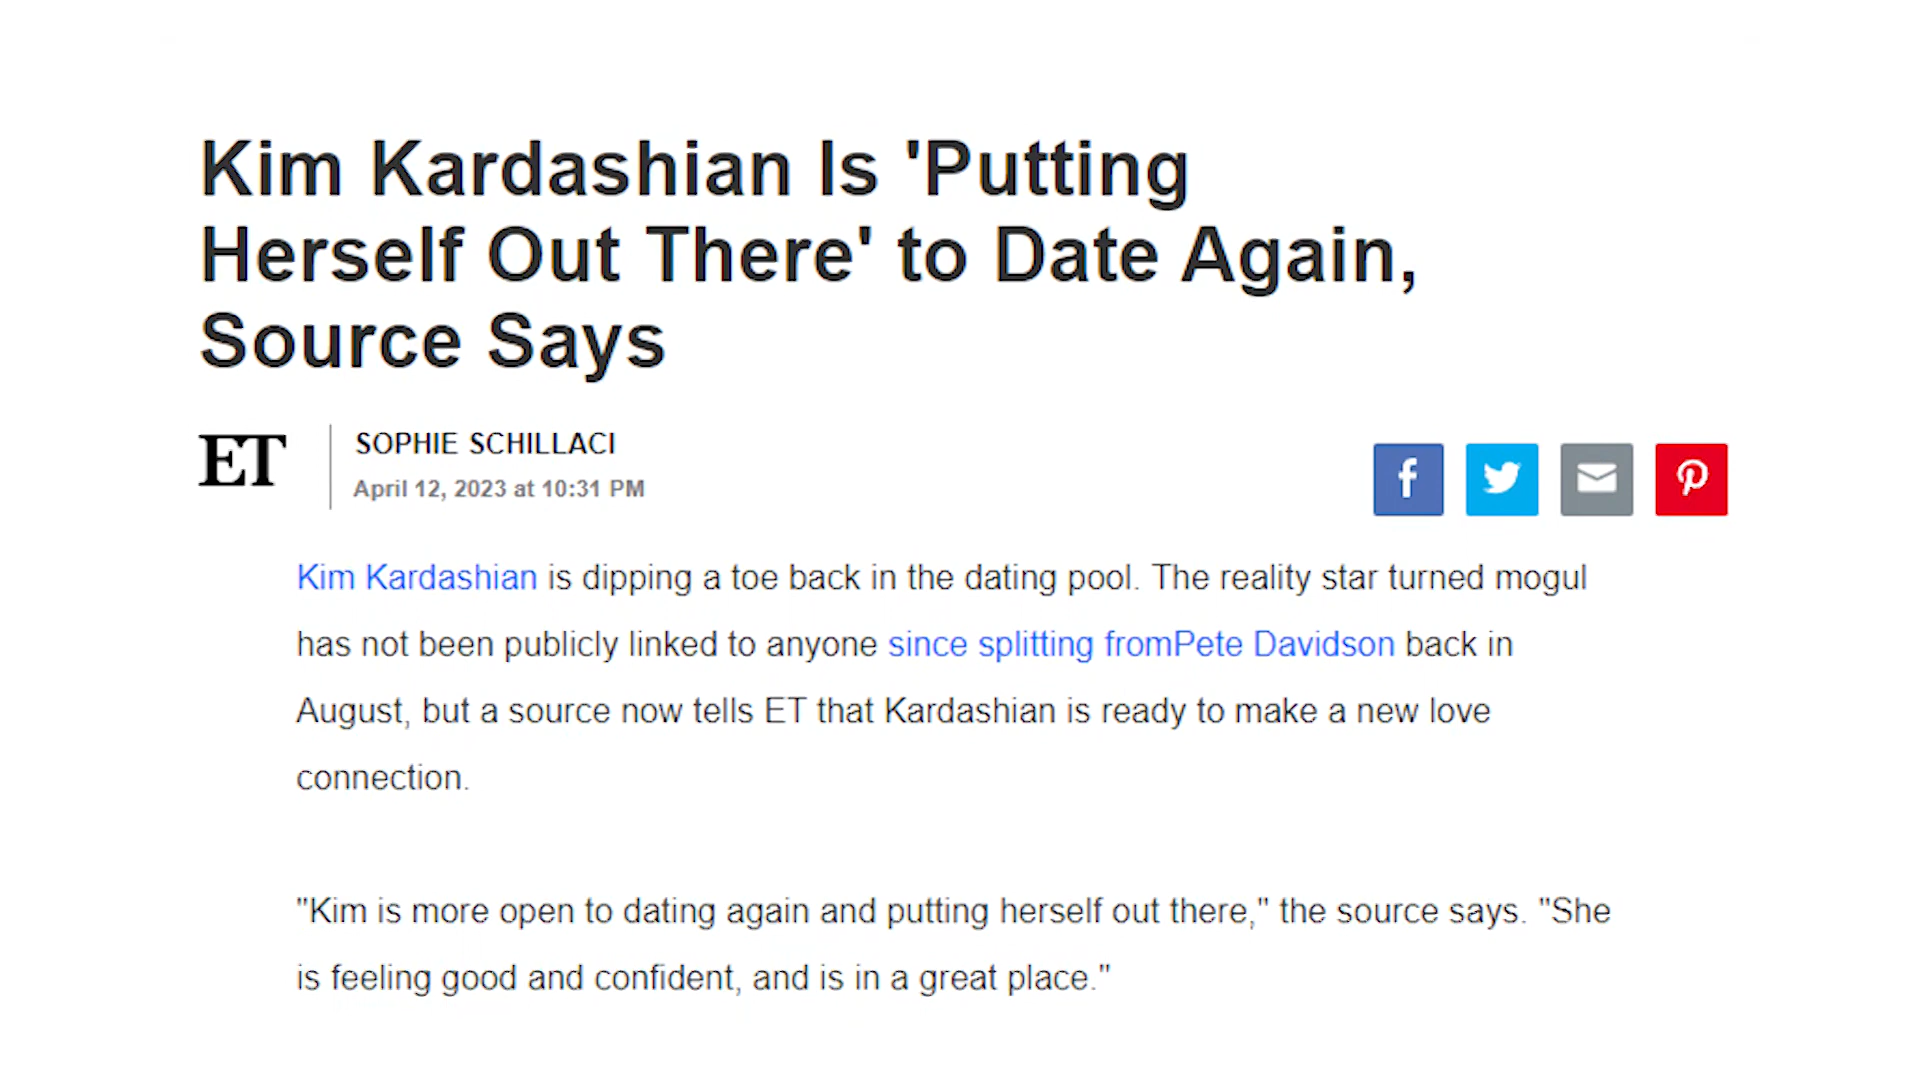 Kim Kardashian Is 'Putting
Herself Out There' to Date Again,
Source Says
ET
SOPHIE SCHILLACI
April 12, 2023 at 10:31 PM
Kim Kardashian is dipping a toe back in the dating pool. The reality star turned mogul
has not been publicly linked to anyone since splitting fromPete Davidson back in
August, but a source now tells ET that Kardashian is ready to make a new love
connection.
"Kim is more open to dating again and putting herself out there," the source says. "She
is feeling good and confident, and is in a great place."